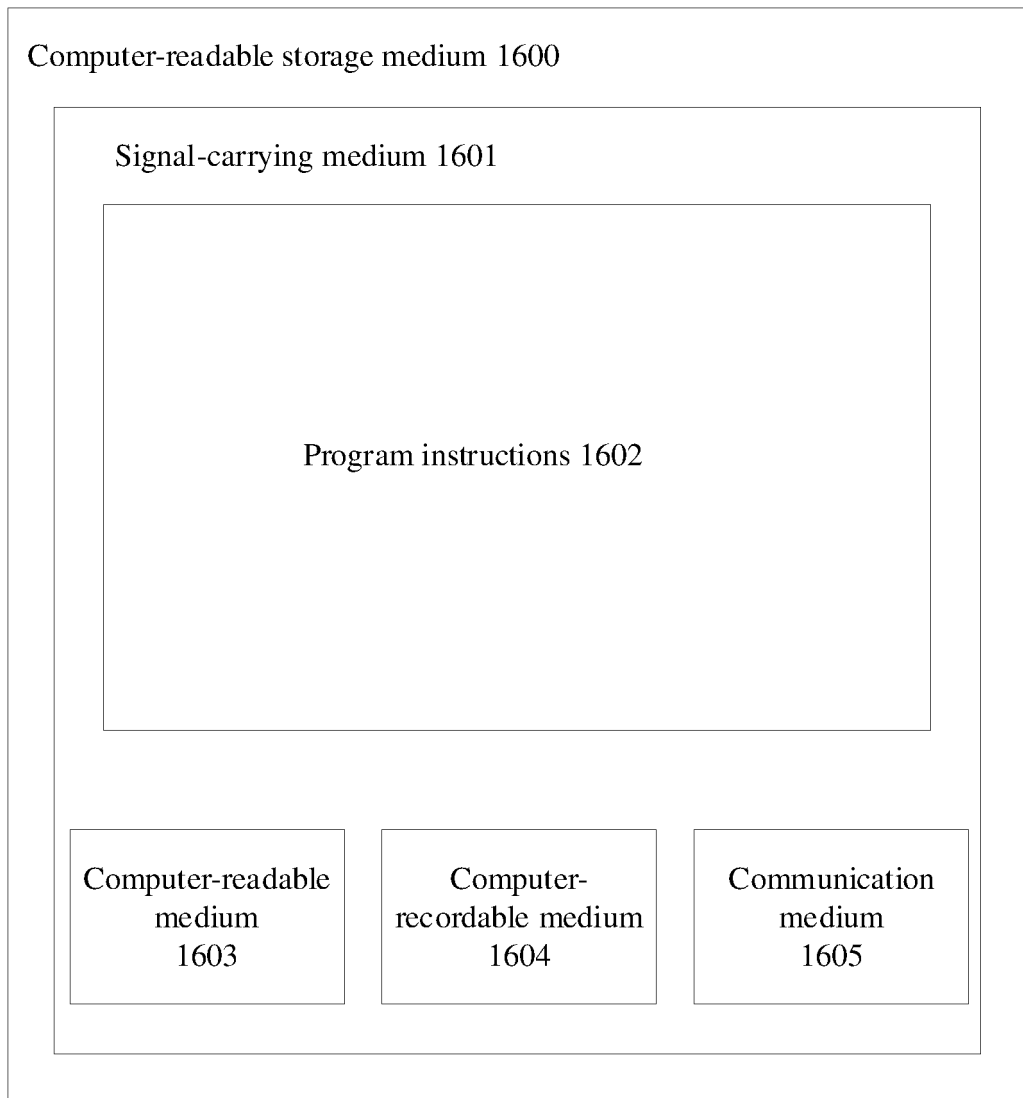 Computer-readable storage medium 1600
Signal-carrying medium 1601
Program instructions 1602
Computer-readable
medium
1603
Computer-
recordable medium
1604
Communication
medium
1605